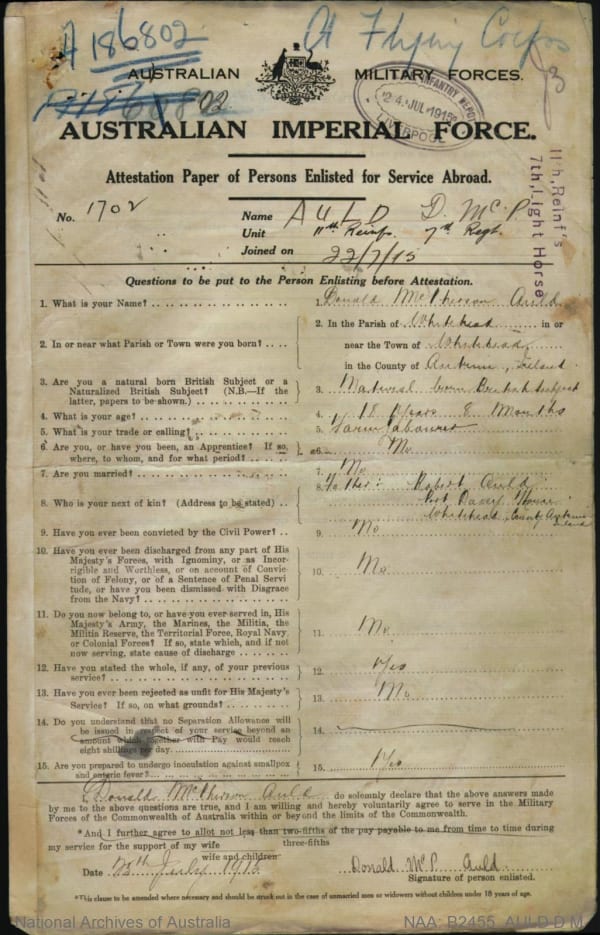 A 186802
At Flying Corps
AUSTRALIAN MILITARY FORCES.
INFANTRY DEPOT
24 JUL 1915
LIVERPOOL
AUSTRALIAN IMPERIAL FORCE.
Attestation Paper of Persons Enlisted for Service Abroad.
11th, Reinf's
7th, Light Horse
No. 1702
Name AULD D. McP.
Unit 11th Reinfs. 7th Regt.
Joined on 22/7/15
Questions to be put to the Person Enlisting before Attestation.
1. What is your Name? 1. Donald McPherson Auld
2. In or near what Parish or Town were you born? 2. In the Parish of Whitehead in or
near the Town of Whitehead
in the County of Antrim, Ireland
3. Are you a natural born British Subject or a
Naturalized British Subject? (N.B.—If the
latter, papers to be shown.) 3. Natural born British Subject
4. What is your age? 4. 18 years 8 Months
5. What is your trade or calling? 5. Farm Labourer
6. Are you, or have you been, an Apprentice? If so,
where, to whom, and for what period? 6. No
7. Are you married? 7. No
8. Who is your next of kin? (Address to be stated) 8. Father: Robert Auld
Port Davey House
Whitehead, County Antrim
Ireland
9. Have you ever been convicted by the Civil Power? 9. No
10. Have you ever been discharged from any part of His
Majesty's Forces, with Ignominy, or as Incor-
rigible and Worthless, or on account of Convic-
tion of Felony, or of a Sentence of Penal Servi
tude, or have you been dismissed with Disgrace
from the Navy? 10. No
11. Do you now belong to, or have you ever served in, His
Majesty's Army, the Marines, the Militia, the
Militia Reserve, the Territorial Force, Royal Navy
or Colonial Forces? If so, state which, and if not
now serving, state cause of discharge 11. No
12. Have you stated the whole, if any, of your previous
service? 12. Yes
13. Have you ever been rejected as unfit for His Majesty's
Service? If so, on what grounds? 13. No
14. Do you understand that no Separation Allowance will
be issued in respect of your service beyond an
amount which together with Pay would reach
eight shillings per day. 14.
15. Are you prepared to undergo inoculation against smallpox
and enteric fever? 15. Yes
I Donald McPherson Auld do solemnly declare that the above answers made
by me to the above questions are true, and I am willing and hereby voluntarily agree to serve in the Military
Forces of the Commonwealth of Australia within or beyond the limits of the Commonwealth.
*And I further agree to allot not less than two-fifths of the pay payable to me from time to time during
three-fifths
my service for the support of my wife
wife and children
Date July 1915 Donald McP. Auld
Signature of person enlisted.
*This clause to be amended where necessary and should be struck out in the case of unmarried men or widowers without children under 18 years of age.
National Archives of Australia
NAA: B2455, AULD D M